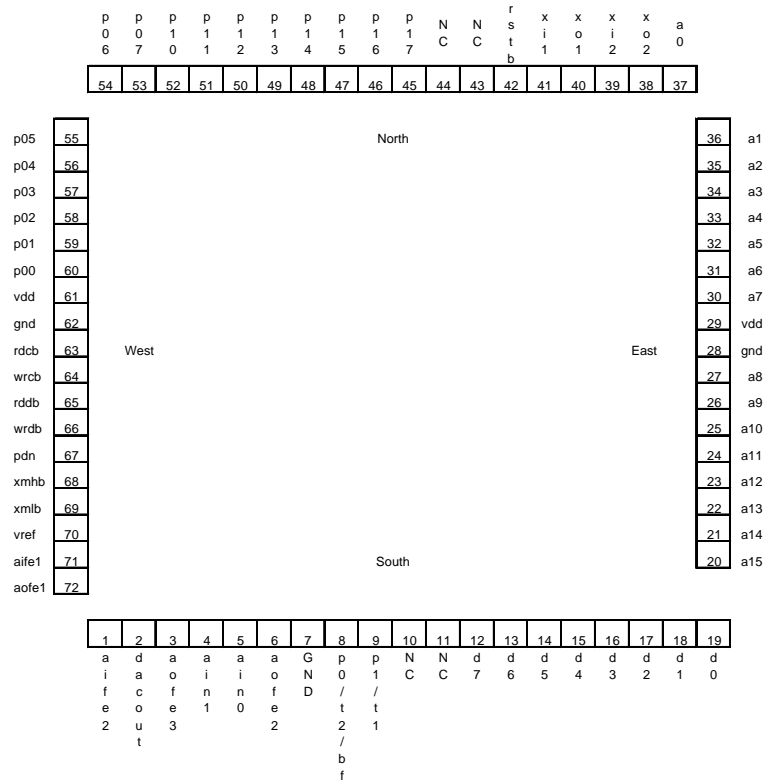 p06 p07 p10 p11 p12 p13 p14 p15 p16 p17 NC NC rstb xi1 xo1 xi2 xo2 a0
54 53 52 51 50 49 48 47 46 45 44 43 42 41 40 39 38 37
p05 55 North 36 a1
p04 56 35 a2
p03 57 34 a3
p02 58 33 a4
p01 59 32 a5
p00 60 31 a6
vdd 61 30 a7
gnd 62 29 vdd
rdcb 63 West East 28 gnd
wrcb 64 27 a8
rddb 65 26 a9
wrdb 66 25 a10
pdn 67 24 a11
xmhb 68 23 a12
xmlb 69 22 a13
vref 70 21 a14
aife1 71 South 20 a15
aofe1 72
1 2 3 4 5 6 7 8 9 10 11 12 13 14 15 16 17 18 19
aife2 dacout aofe3 ain1 ain0 aofe2 GND p0/t2/bf p1/t1 NC NC d7 d6 d5 d4 d3 d2 d1 d0